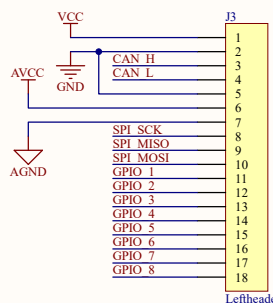 VCC
J3
1
2
CAN_H 3
CAN_L 4
GND
5
AVCC
6
7
SPI_SCK 8
SPI_MISO 9
AGND
SPI_MOSI 10
GPIO_1 11
GPIO_2 12
GPIO_3 13
GPIO_4 14
GPIO_5 15
GPIO_6 16
GPIO_7 17
GPIO_8 18
Leftheade